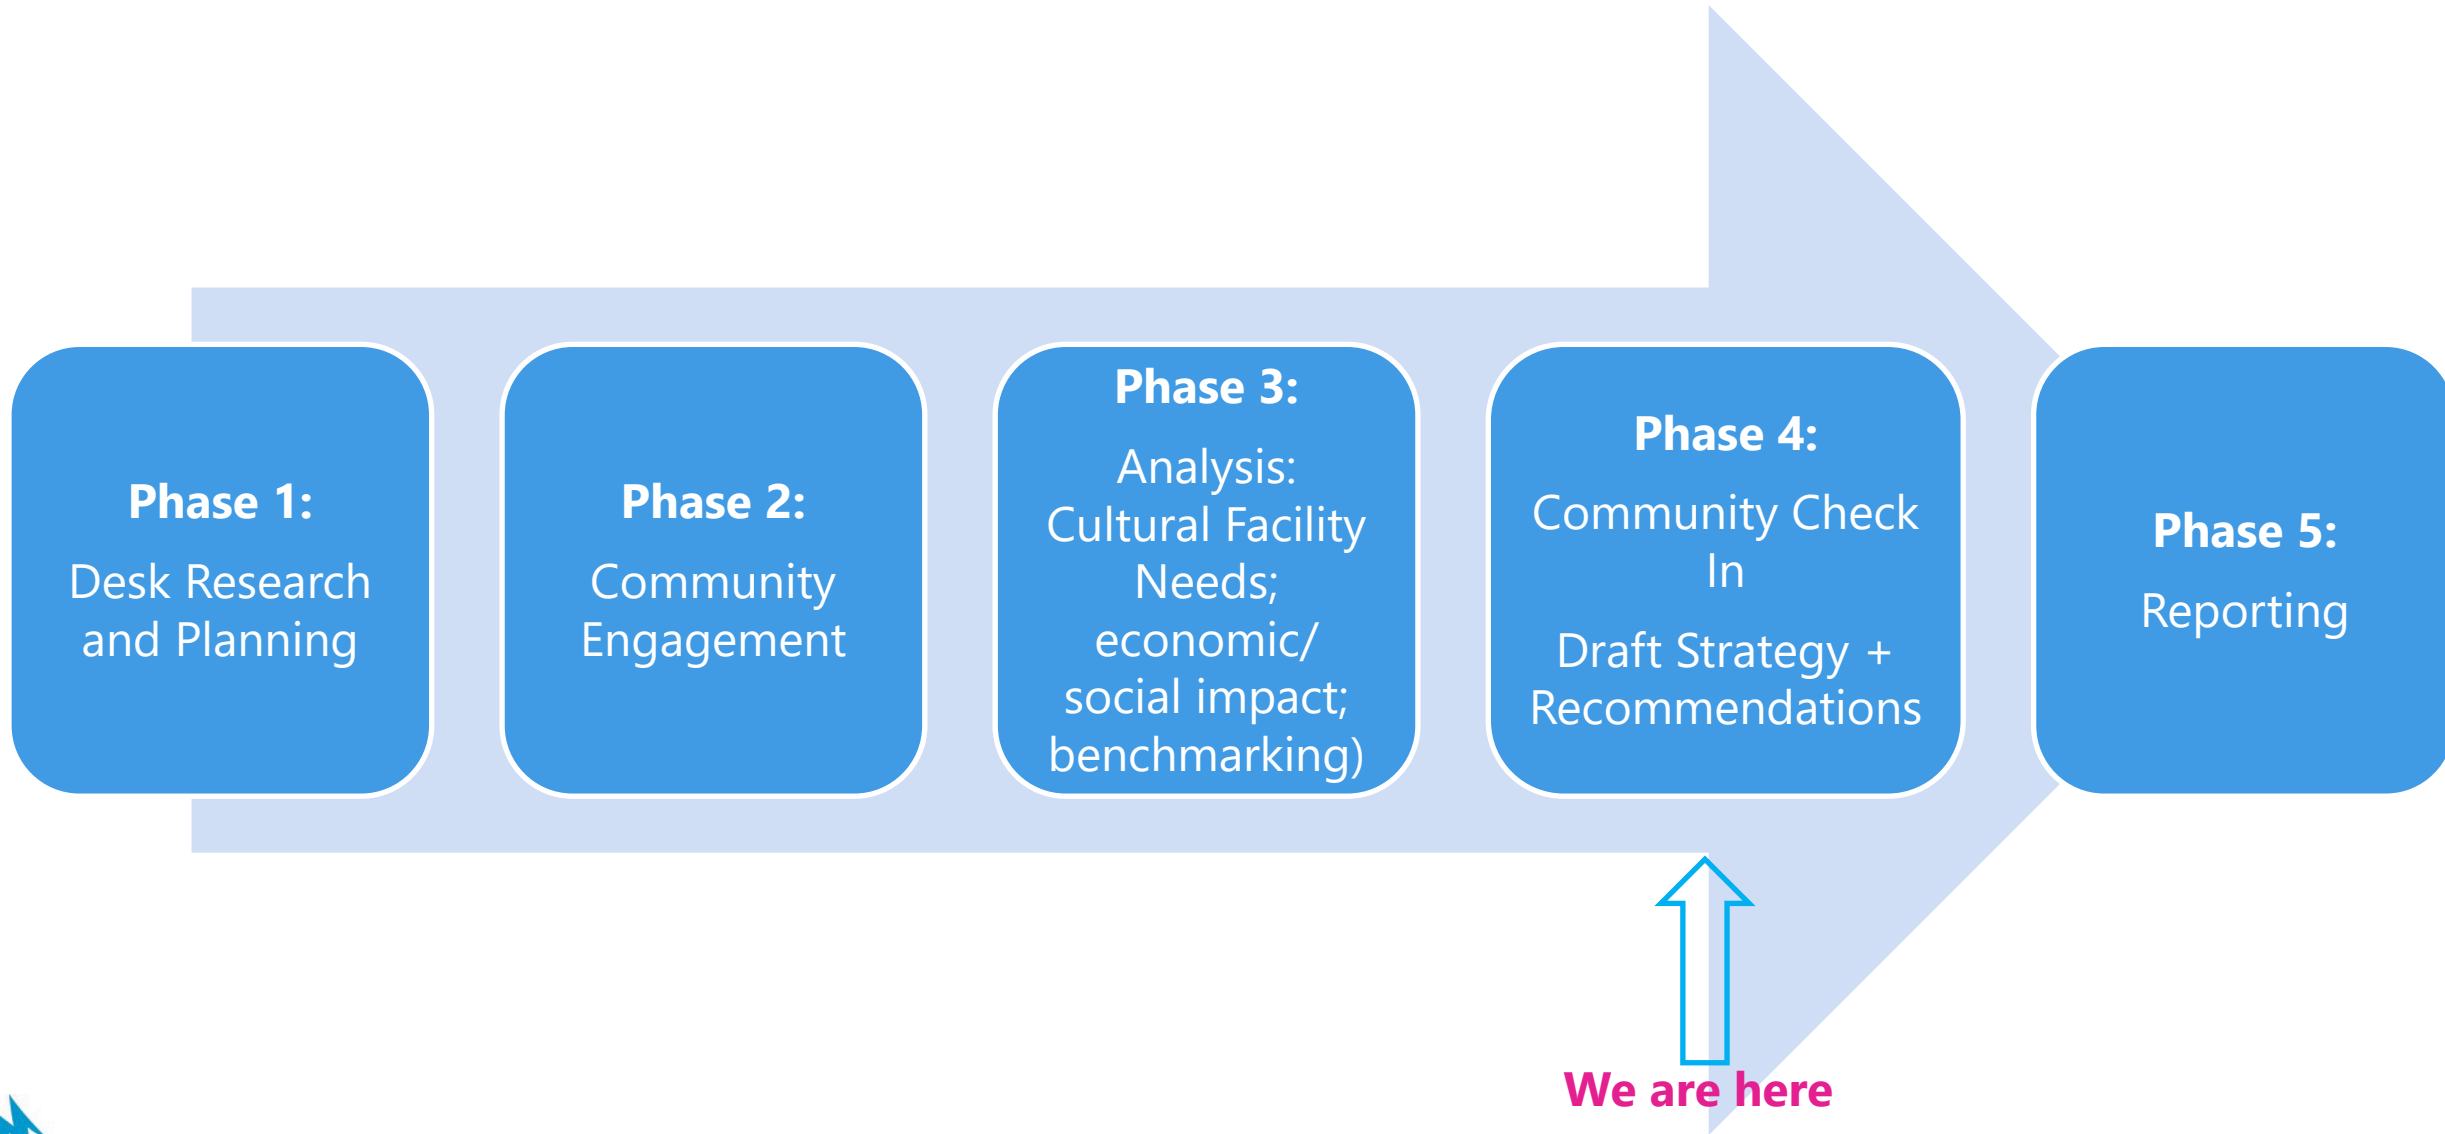 Phase 1:
Desk Research
and Planning
Phase 2:
Community
Engagement
Phase 3:
Analysis:
Cultural Facility
Needs;
economic/
social impact;
benchmarking)
Phase 4:
Community Check
In
Draft Strategy +
Recommendations
Phase 5:
Reporting
We are here